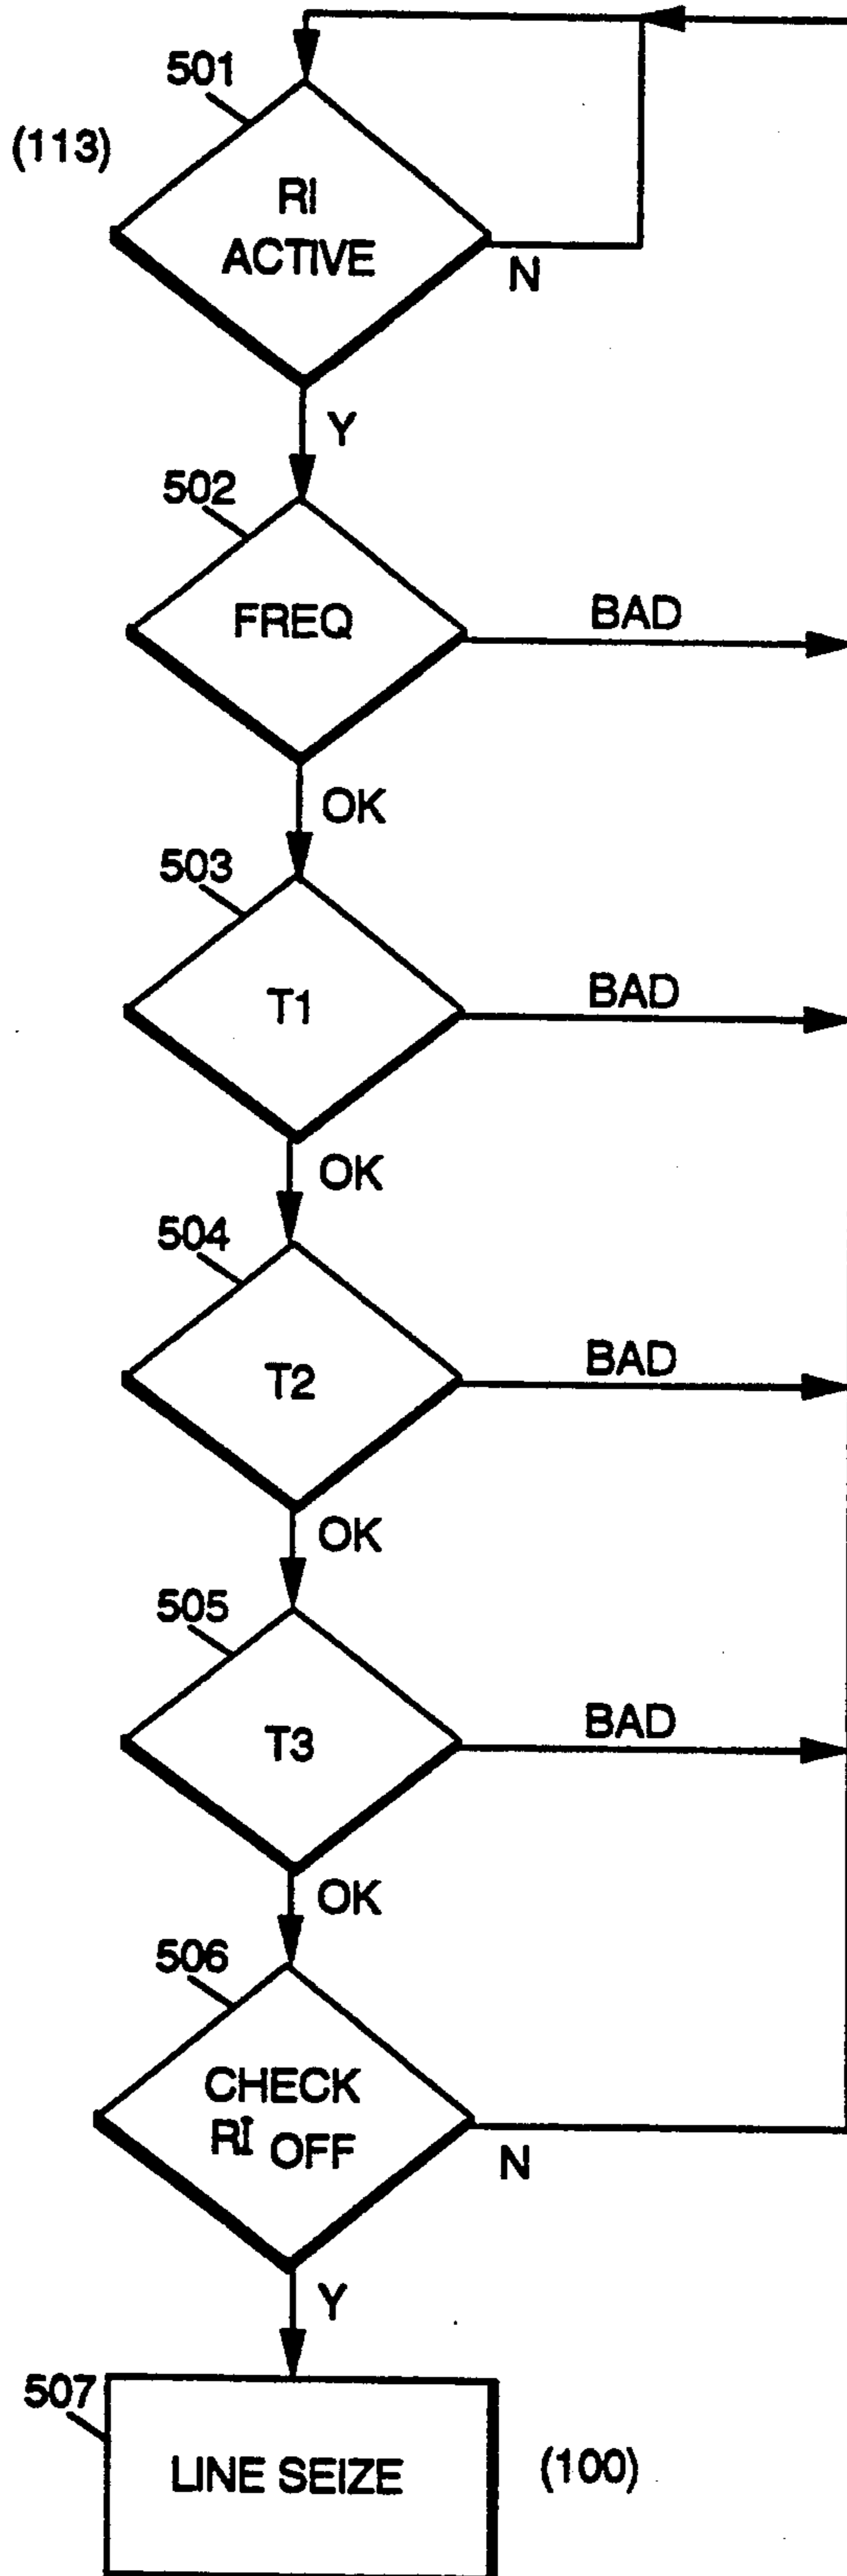 501
(113)
RI
ACTIVE
N
Y
502
FREQ
BAD
OK
503
T1
BAD
OK
504
T2
BAD
OK
505
T3
BAD
OK
506
CHECK
RI OFF
N
Y
507
LINE SEIZE
(100)